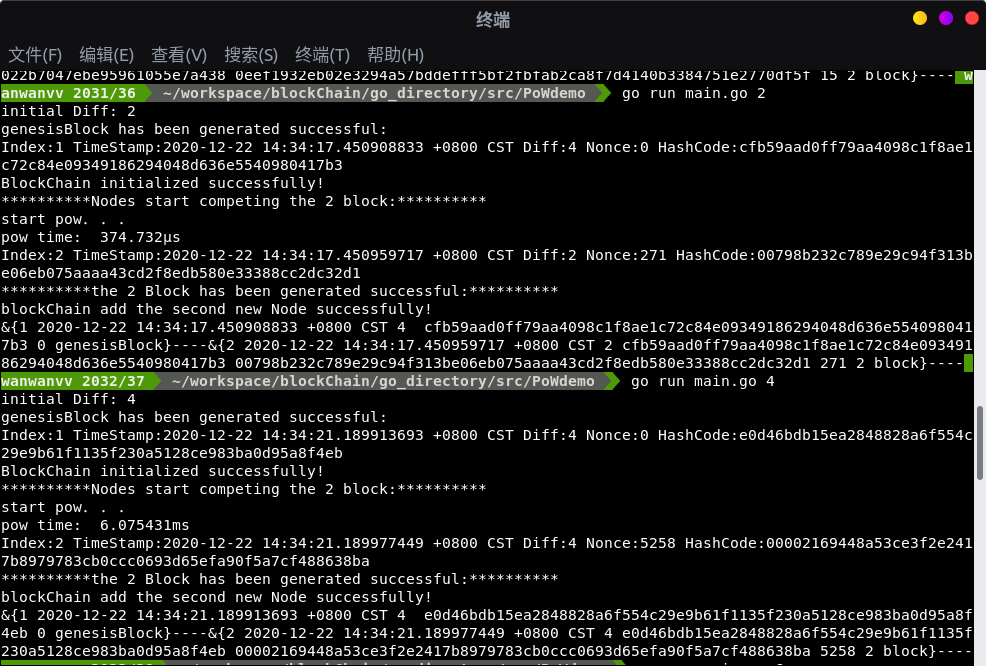 终端
文件(F) 编辑(E) 查看(V) 搜索(S) 终端(T) 帮助(H)
022b7047ebe95961055e7a438 0eef1932eb02e3294a57bddefff5bf2fbfab2ca8f7d4140b3384751e2770df5f 15 2 block}---- w
anwanvv 2031/36 ~/workspace/blockChain/go_directory/src/PoWdemo go run main.go 2
initial Diff: 2
genesisBlock has been generated successful:
Index:1 TimeStamp:2020-12-22 14:34:17.450908833 +0800 CST Diff:4 Nonce:0 HashCode:cfb59aad0ff79aa4098c1f8ae1
c72c84e09349186294048d636e5540980417b3
BlockChain initialized successfully!
**********Nodes start competing the 2 block:**********
start pow. . .
pow time:  374.732µs
Index:2 TimeStamp:2020-12-22 14:34:17.450959717 +0800 CST Diff:2 Nonce:271 HashCode:00798b232c789e29c94f313b
e06eb075aaaa43cd2f8edb580e33388cc2dc32d1
**********the 2 Block has been generated successful:**********
blockChain add the second new Node successfully!
&{1 2020-12-22 14:34:17.450908833 +0800 CST 4  cfb59aad0ff79aa4098c1f8ae1c72c84e09349186294048d636e554098041
7b3 0 genesisBlock}----&{2 2020-12-22 14:34:17.450959717 +0800 CST 2 cfb59aad0ff79aa4098c1f8ae1c72c84e093491
86294048d636e5540980417b3 00798b232c789e29c94f313be06eb075aaaa43cd2f8edb580e33388cc2dc32d1 271 2 block}----
wanwanvv 2032/37 ~/workspace/blockChain/go_directory/src/PoWdemo go run main.go 4
initial Diff: 4
genesisBlock has been generated successful:
Index:1 TimeStamp:2020-12-22 14:34:21.189913693 +0800 CST Diff:4 Nonce:0 HashCode:e0d46bdb15ea2848828a6f554c
29e9b61f1135f230a5128ce983ba0d95a8f4eb
BlockChain initialized successfully!
**********Nodes start competing the 2 block:**********
start pow. . .
pow time:  6.075431ms
Index:2 TimeStamp:2020-12-22 14:34:21.189977449 +0800 CST Diff:4 Nonce:5258 HashCode:00002169448a53ce3f2e241
7b8979783cb0ccc0693d65efa90f5a7cf488638ba
**********the 2 Block has been generated successful:**********
blockChain add the second new Node successfully!
&{1 2020-12-22 14:34:21.189913693 +0800 CST 4  e0d46bdb15ea2848828a6f554c29e9b61f1135f230a5128ce983ba0d95a8f
4eb 0 genesisBlock}----&{2 2020-12-22 14:34:21.189977449 +0800 CST 4 e0d46bdb15ea2848828a6f554c29e9b61f1135f
230a5128ce983ba0d95a8f4eb 00002169448a53ce3f2e2417b8979783cb0ccc0693d65efa90f5a7cf488638ba 5258 2 block}----